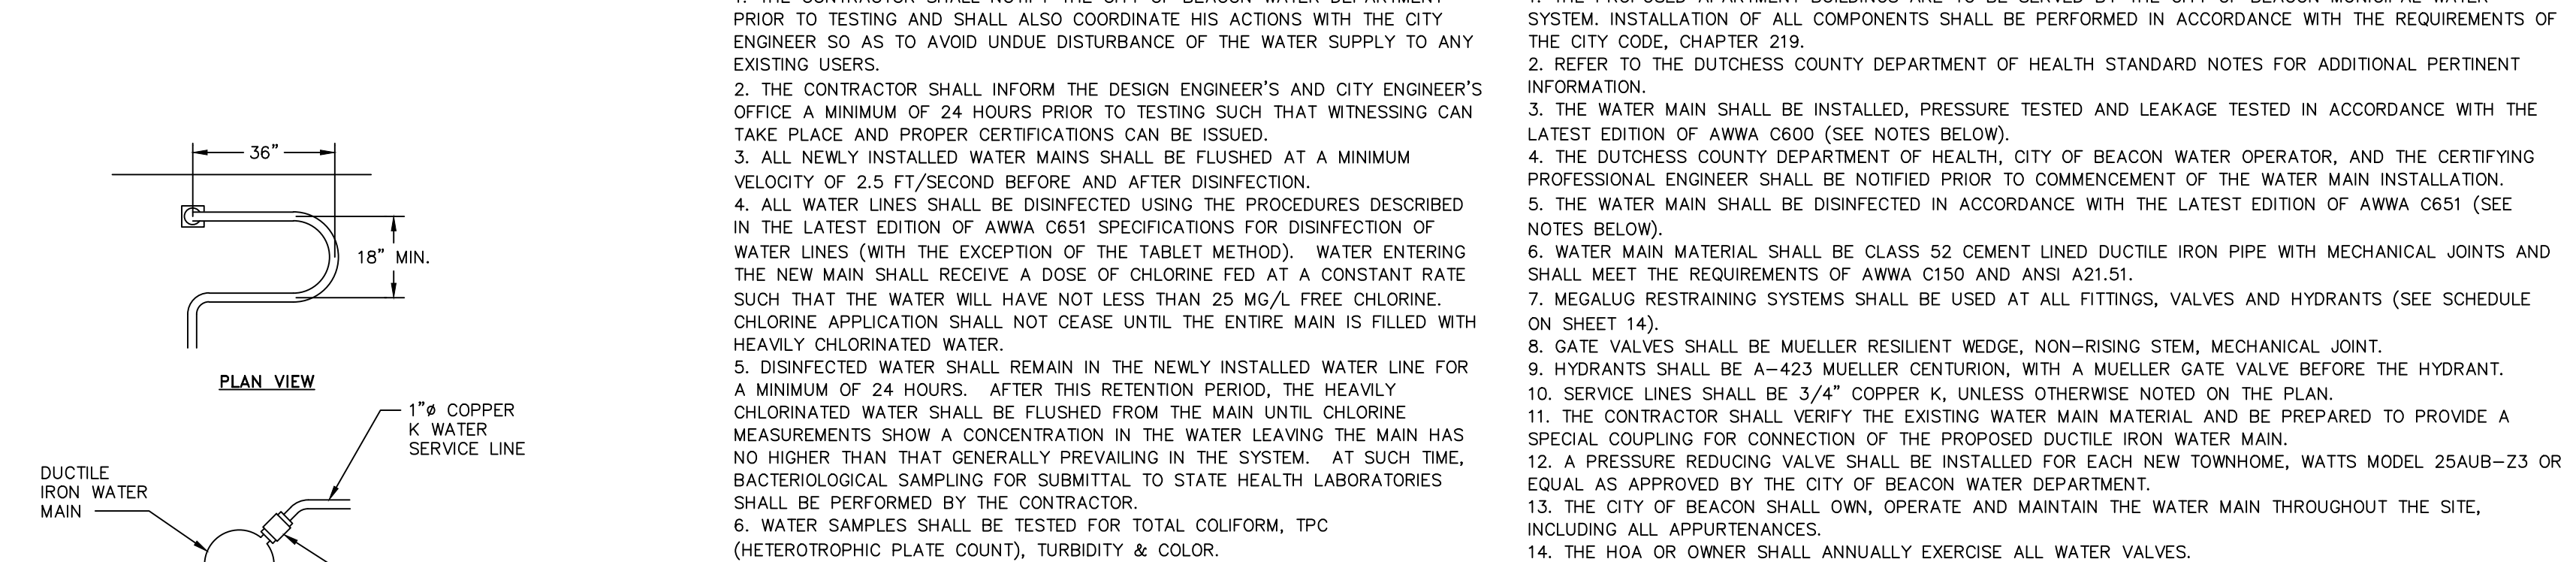 36"
18" MIN.
PLAN VIEW
1"ø COPPER
K WATER
SERVICE LINE
DUCTILE
IRON WATER
MAIN
1. THE CONTRACTOR SHALL NOTIFY THE CITY OF BEACON WATER DEPARTMENT
PRIOR TO TESTING AND SHALL ALSO COORDINATE HIS ACTIONS WITH THE CITY
ENGINEER SO AS TO AVOID UNDUE DISTURBANCE OF THE WATER SUPPLY TO ANY
EXISTING USERS.
2. THE CONTRACTOR SHALL INFORM THE DESIGN ENGINEER'S AND CITY ENGINEER'S
OFFICE A MINIMUM OF 24 HOURS PRIOR TO TESTING SUCH THAT WITNESSING CAN
TAKE PLACE AND PROPER CERTIFICATIONS CAN BE ISSUED.
3. ALL NEWLY INSTALLED WATER MAINS SHALL BE FLUSHED AT A MINIMUM
VELOCITY OF 2.5 FT/SECOND BEFORE AND AFTER DISINFECTION.
4. ALL WATER LINES SHALL BE DISINFECTED USING THE PROCEDURES DESCRIBED
IN THE LATEST EDITION OF AWWA C651 SPECIFICATIONS FOR DISINFECTION OF
WATER LINES (WITH THE EXCEPTION OF THE TABLET METHOD). WATER ENTERING
THE NEW MAIN SHALL RECEIVE A DOSE OF CHLORINE FED AT A CONSTANT RATE
SUCH THAT THE WATER WILL HAVE NOT LESS THAN 25 MG/L FREE CHLORINE.
CHLORINE APPLICATION SHALL NOT CEASE UNTIL THE ENTIRE MAIN IS FILLED WITH
HEAVILY CHLORINATED WATER.
5. DISINFECTED WATER SHALL REMAIN IN THE NEWLY INSTALLED WATER LINE FOR
A MINIMUM OF 24 HOURS. AFTER THIS RETENTION PERIOD, THE HEAVILY
CHLORINATED WATER SHALL BE FLUSHED FROM THE MAIN UNTIL CHLORINE
MEASUREMENTS SHOW A CONCENTRATION IN THE WATER LEAVING THE MAIN HAS
NO HIGHER THAN THAT GENERALLY PREVAILING IN THE SYSTEM. AT SUCH TIME,
BACTERIOLOGICAL SAMPLING FOR SUBMITTAL TO STATE HEALTH LABORATORIES
SHALL BE PERFORMED BY THE CONTRACTOR.
6. WATER SAMPLES SHALL BE TESTED FOR TOTAL COLIFORM, TPC
(HETEROTROPHIC PLATE COUNT), TURBIDITY & COLOR.
1. THE PROPOSED APARTMENT BUILDINGS ARE TO BE SERVED BY THE CITY OF BEACON MUNICIPAL WATER
SYSTEM. INSTALLATION OF ALL COMPONENTS SHALL BE PERFORMED IN ACCORDANCE WITH THE REQUIREMENTS OF
THE CITY CODE, CHAPTER 219.
2. REFER TO THE DUTCHESS COUNTY DEPARTMENT OF HEALTH STANDARD NOTES FOR ADDITIONAL PERTINENT
INFORMATION.
3. THE WATER MAIN SHALL BE INSTALLED, PRESSURE TESTED AND LEAKAGE TESTED IN ACCORDANCE WITH THE
LATEST EDITION OF AWWA C600 (SEE NOTES BELOW).
4. THE DUTCHESS COUNTY DEPARTMENT OF HEALTH, CITY OF BEACON WATER OPERATOR, AND THE CERTIFYING
PROFESSIONAL ENGINEER SHALL BE NOTIFIED PRIOR TO COMMENCEMENT OF THE WATER MAIN INSTALLATION.
5. THE WATER MAIN SHALL BE DISINFECTED IN ACCORDANCE WITH THE LATEST EDITION OF AWWA C651 (SEE
NOTES BELOW).
6. WATER MAIN MATERIAL SHALL BE CLASS 52 CEMENT LINED DUCTILE IRON PIPE WITH MECHANICAL JOINTS AND
SHALL MEET THE REQUIREMENTS OF AWWA C150 AND ANSI A21.51.
7. MEGALUG RESTRAINING SYSTEMS SHALL BE USED AT ALL FITTINGS, VALVES AND HYDRANTS (SEE SCHEDULE
ON SHEET 14).
8. GATE VALVES SHALL BE MUELLER RESILIENT WEDGE, NON-RISING STEM, MECHANICAL JOINT.
9. HYDRANTS SHALL BE A-423 MUELLER CENTURION, WITH A MUELLER GATE VALVE BEFORE THE HYDRANT.
10. SERVICE LINES SHALL BE 3/4" COPPER K, UNLESS OTHERWISE NOTED ON THE PLAN.
11. THE CONTRACTOR SHALL VERIFY THE EXISTING WATER MAIN MATERIAL AND BE PREPARED TO PROVIDE A
SPECIAL COUPLING FOR CONNECTION OF THE PROPOSED DUCTILE IRON WATER MAIN.
12. A PRESSURE REDUCING VALVE SHALL BE INSTALLED FOR EACH NEW TOWNHOME, WATTS MODEL 25AUB-Z3 OR
EQUAL AS APPROVED BY THE CITY OF BEACON WATER DEPARTMENT.
13. THE CITY OF BEACON SHALL OWN, OPERATE AND MAINTAIN THE WATER MAIN THROUGHOUT THE SITE,
INCLUDING ALL APPURTENANCES.
14. THE HOA OR OWNER SHALL ANNUALLY EXERCISE ALL WATER VALVES.